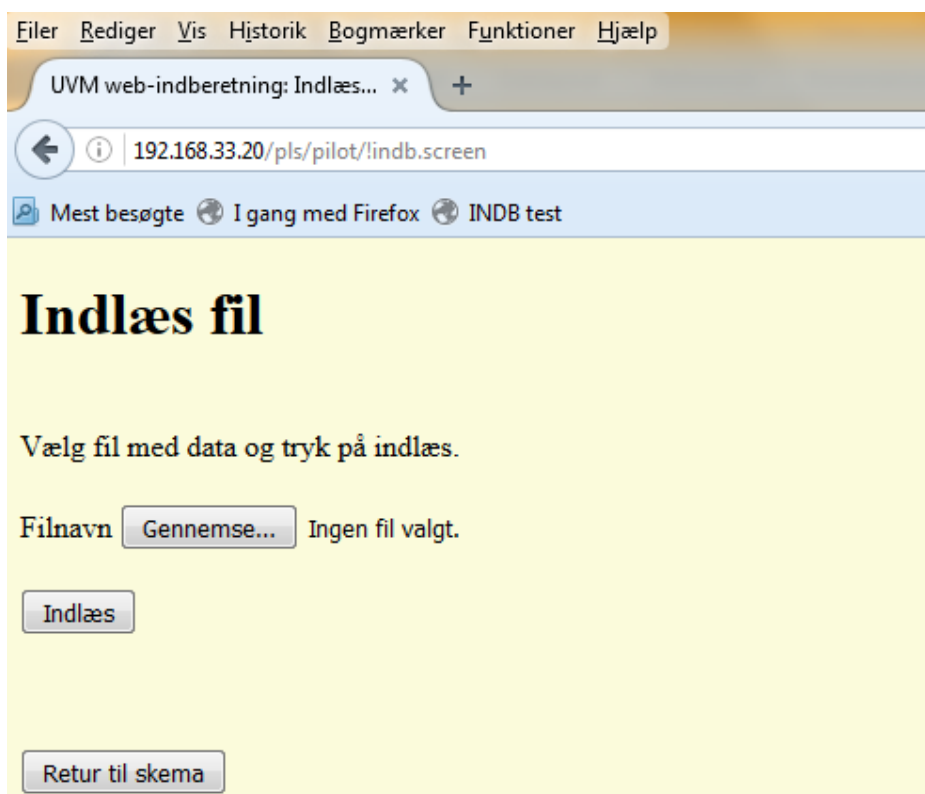 Filer Rediger Vis Historik Bogmærker Funktioner Hjælp
UVM web-indberetning: Indlæs... × +
192.168.33.20/pls/pilot/!indb.screen
Mest besøgte I gang med Firefox INDB test
Indlæs fil
Vælg fil med data og tryk på indlæs.
Filnavn Gennemse... Ingen fil valgt.
Indlæs
Retur til skema